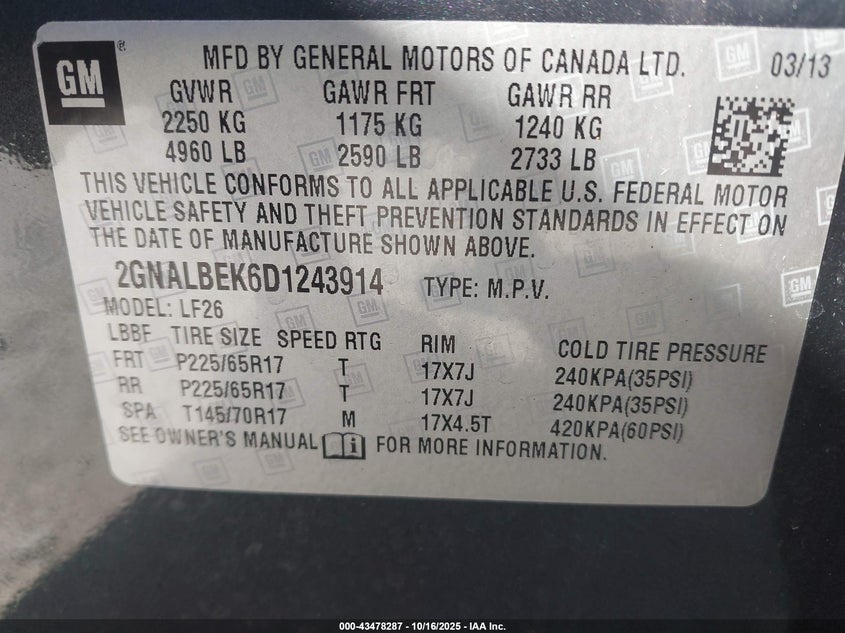 GM ®
MFD BY GENERAL MOTORS OF CANADA LTD. 03/13
GVWR GAWR FRT GAWR RR
2250 KG 1175 KG 1240 KG
4960 LB 2590 LB 2733 LB
THIS VEHICLE CONFORMS TO ALL APPLICABLE U.S. FEDERAL MOTOR
VEHICLE SAFETY AND THEFT PREVENTION STANDARDS IN EFFECT ON
THE DATE OF MANUFACTURE SHOWN ABOVE.
2GNALBEK6D1243914 TYPE: M.P.V.
MODEL: LF26
LBBF TIRE SIZE SPEED RTG RIM COLD TIRE PRESSURE
FRT P225/65R17 T 17X7J 240KPA(35PSI)
RR P225/65R17 T 17X7J 240KPA(35PSI)
SPA T145/70R17 M 17X4.5T 420KPA(60PSI)
SEE OWNER'S MANUAL i FOR MORE INFORMATION.
000-43478287 - 10/16/2025 - IAA Inc.